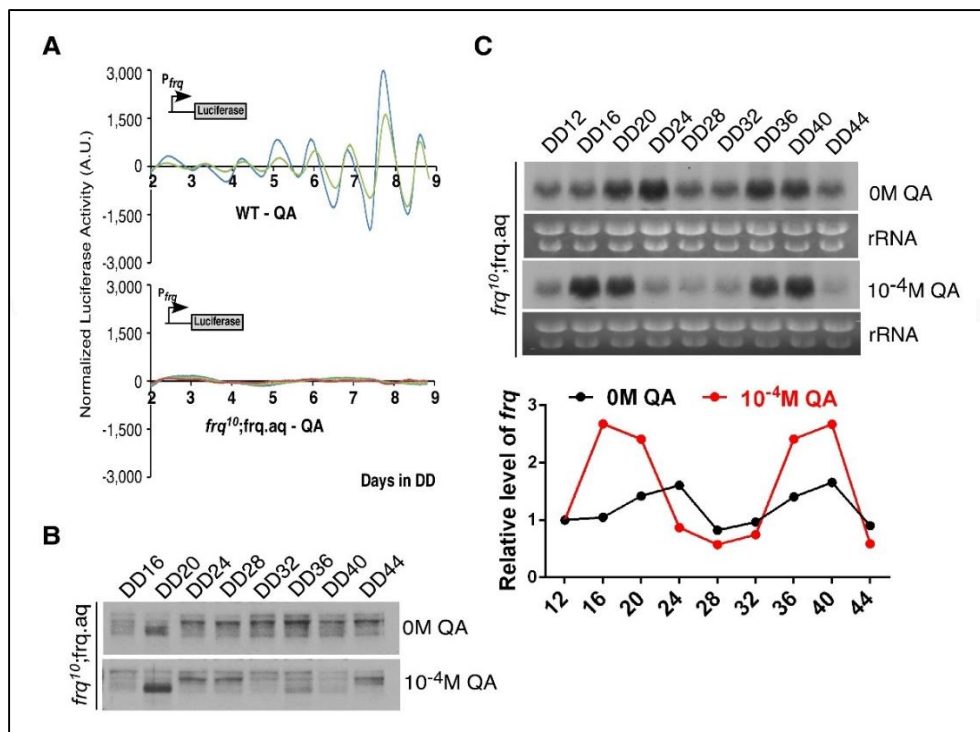 A
Normalized Luciferase Activity (A.U.)
3,000
1,500
0
-1,500
-3,000
Pfrq
Luciferase
2 3 4 5 6 7 8 9
WT - QA
3,000
1,500
0
-1,500
-3,000
Pfrq
Luciferase
2 3 4 5 6 7 8 9
frq10;frq.aq - QA
Days in DD
B
DD16 DD20 DD24 DD28 DD32 DD36 DD40 DD44
frq10;frq.aq
0M QA
10-4M QA
C
DD12 DD16 DD20 DD24 DD28 DD32 DD36 DD40 DD44
frq10;frq.aq
0M QA
rRNA
10-4M QA
rRNA
0M QA 10-4M QA
Relative level of frq
3
2
1
0
12 16 20 24 28 32 36 40 44